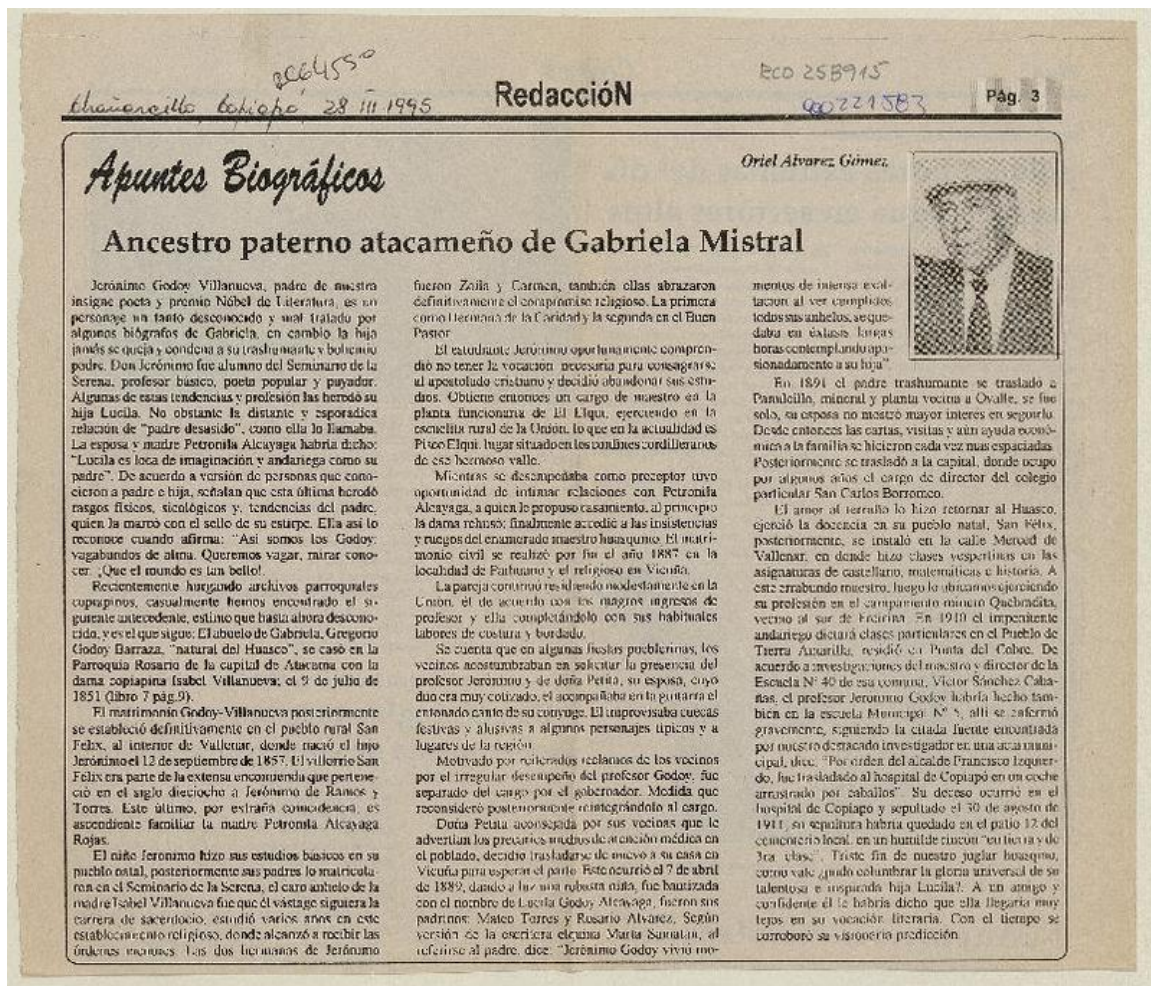 Chañarcillo, Copiapó, 28 III 1995
RedaccióN
ECO 258915
000221583
Pág. 3
Apuntes Biográficos
Oriel Alvarez Gómez
Ancestro paterno atacameño de Gabriela Mistral
Jerónimo Godoy Villanueva, padre de nuestra
insigne poeta y premio Nóbel de Literatura, es un
personaje un tanto desconocido y mal tratado por
algunos biógrafos de Gabriela, en cambio la hija
jamás se queja y condena a su trashumante y bohemio
padre. Don Jerónimo fue alumno del Seminario de la
Serena, profesor básico, poeta popular y payador.
Algunas de estas tendencias y profesión las heredó su
hija Lucila. No obstante la distante y esporádica
relación de "padre desasido", como ella lo llamaba.
La esposa y madre Petronila Alcayaga habría dicho:
"Lucila es loca de imaginación y andariega como su
padre". De acuerdo a versión de personas que cono-
cieron a padre e hija, señalan que esta última heredó
rasgos físicos, sicológicos y, tendencias del padre,
quien la marcó con el sello de su estirpe. Ella así lo
reconoce cuando afirma: "Así somos los Godoy:
vagabundos de alma. Queremos vagar, mirar cono-
cer. ¡Que el mundo es tan bello!.
Recientemente hurgando archivos parroquiales
copiapinos, casualmente hemos encontrado el si-
guiente antecedente, estimo que hasta ahora descono-
cido, y es el que sigue: El abuelo de Gabriela, Gregorio
Godoy Barraza, "natural del Huasco", se casó en la
Parroquia Rosario de la capital de Atacama con la
dama copiapina Isabel Villanueva; el 9 de julio de
1851 (libro 7 pág.9).
El matrimonio Godoy-Villanueva posteriormente
se estableció definitivamente en el pueblo rural San
Felix, al interior de Vallenar, donde nació el hijo
Jerónimo el 12 de septiembre de 1857. El villorrio San
Felix era parte de la extensa encomienda que pertene-
ció en el siglo dieciocho a Jerónimo de Ramos y
Torres. Este último, por extraña coincidencia, es
ascendiente familiar la madre Petronila Alcayaga
Rojas.
El niño Jeronimo hizo sus estudios básicos en su
pueblo natal, posteriormente sus padres lo matricula-
ron en el Seminario de la Serena, el caro anhelo de la
madre Isabel Villanueva fue que él vástago siguiera la
carrera de sacerdocio, estudió varios años en este
establecimiento religioso, donde alcanzó a recibir las
órdenes menores. Las dos hermanas de Jerónimo
fueron Zoila y Carmen, también ellas abrazaron
definitivamente el compromiso religioso. La primera
como Hermana de la Caridad y la segunda en el Buen
Pastor.
El estudiante Jerónimo oportunamente compren-
dió no tener la vocación necesaria para consagrarse
al apostolado cristiano y decidió abandonar sus estu-
dios. Obtiene entonces un cargo de maestro en la
planta funcionaria de El Elqui, ejerciendo en la
escuelita rural de la Unión, lo que en la actualidad es
Pisco Elqui, lugar situado en los confines cordilleranos
de ese hermoso valle.
Mientras se desempeñaba como preceptor tuvo
oportunidad de intimar relaciones con Petronila
Alcayaga, a quien le propuso casamiento, al principio
la dama rehusó; finalmente accedió a las insistencias
y ruegos del enamorado maestro huasquino. El matri-
monio civil se realizó por fin el año 1887 en la
localidad de Paihuano y el religioso en Vicuña.
La pareja continuó residiendo modestamente en la
Unión, él de acuerdo con los magros ingresos de
profesor y ella completándolo con sus habituales
labores de costura y bordado.
Se cuenta que en algunas fiestas pueblerinas, los
vecinos acostumbraban en solicitar la presencia del
profesor Jerónimo y de doña Petita, su esposa, cuyo
dúo era muy cotizado, el acompañaba en la guitarra el
entonado canto de su conyuge. El improvisaba cuecas
festivas y alusivas a algunos personajes típicos y a
lugares de la región.
Motivado por reiterados reclamos de los vecinos
por el irregular desempeño del profesor Godoy, fue
separado del cargo por el gobernador. Medida que
reconsideró posteriormente reintegrándolo al cargo.
Doña Petita aconsejada por sus vecinas que le
advertían los precarios medios de atención médica en
el poblado, decidió trasladarse de nuevo a su casa en
Vicuña para esperar el parto. Este ocurrió el 7 de abril
de 1889, dando a luz una robusta niña, fue bautizada
con el nombre de Lucila Godoy Alcayaga, fueron sus
padrinos: Mateo Torres y Rosario Alvarez. Según
versión de la escritora elquina Marta Samatán, al
referirse al padre, dice: "Jerónimo Godoy vivió mo-
mentos de intensa exal-
tación al ver cumplidos
todos sus anhelos, se que-
daba en éxtasis largas
horas contemplando apa-
sionadamente a su hija".
En 1891 el padre trashumante se trasladó a
Panulcillo, mineral y planta vecina a Ovalle, se fue
solo, su esposa no mostró mayor interes en seguirlo.
Desde entonces las cartas, visitas y aún ayuda econó-
mica a la familia se hicieron cada vez mas espaciadas.
Posteriormente se trasladó a la capital, donde ocupo
por algunos años el cargo de director del colegio
particular San Carlos Borromeo.
El amor al terruño lo hizo retornar al Huasco,
ejerció la docencia en su pueblo natal, San Félix,
posteriormente, se instaló en la calle Merced de
Vallenar, en donde hizo clases vespertinas en las
asignaturas de castellano, matemáticas e historia. A
este errabundo maestro, luego lo ubicamos ejerciendo
su profesión en el campamento minero Quebradita,
vecino al sur de Freirina. En 1910 el impenitente
andariego dictará clases particulares en el Pueblo de
Tierra Amarilla, residió en Punta del Cobre. De
acuerdo a investigaciones del maestro y director de la
Escuela Nº 40 de esa comuna, Víctor Sánchez Caba-
ñas, el profesor Jeronimo Godoy habría hecho tam-
bién en la escuela Municipal Nº 5, allí se enfermó
gravemente, siguiendo la citada fuente encontrada
por nuestro destacado investigador en una acta muni-
cipal, dice: "Por orden del alcalde Francisco Izquier-
do, fue trasladado al hospital de Copiapó en un coche
arrastrado por caballos". Su deceso ocurrió en el
hospital de Copiapo y sepultado el 30 de agosto de
1911, su sepultura habría quedado en el patio 12 del
cementerio local, en un humilde rincón "en tierra y de
3ra. clase". Triste fin de nuestro juglar huasquino,
como vate ¿pudo columbrar la gloria universal de su
talentosa e inspirada hija Lucila?. A un amigo y
confidente él le habría dicho que ella llegaría muy
lejos en su vocación literaria. Con el tiempo se
corroboró su visionaria predicción.